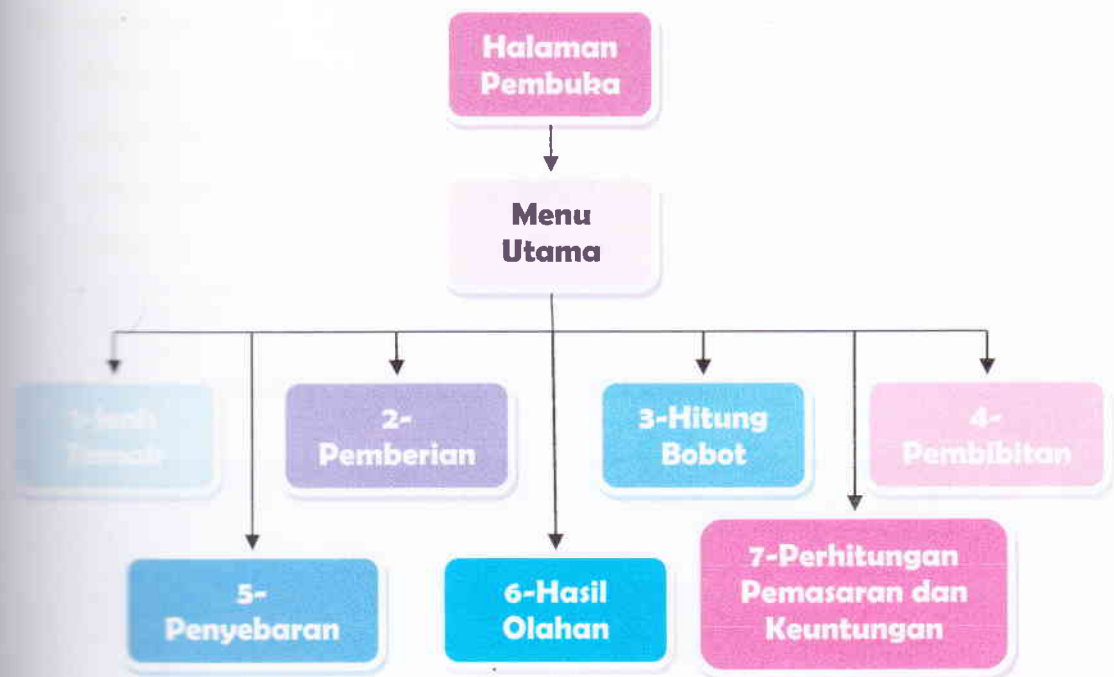 Halaman
Pembuka
Menu
Utama
2-
Pemberian
3-Hitung
Bobot
4-
Pembibitan
5-
Penyebaran
6-Hasil
Olahan
7-Perhitungan
Pemasaran dan
Keuntungan